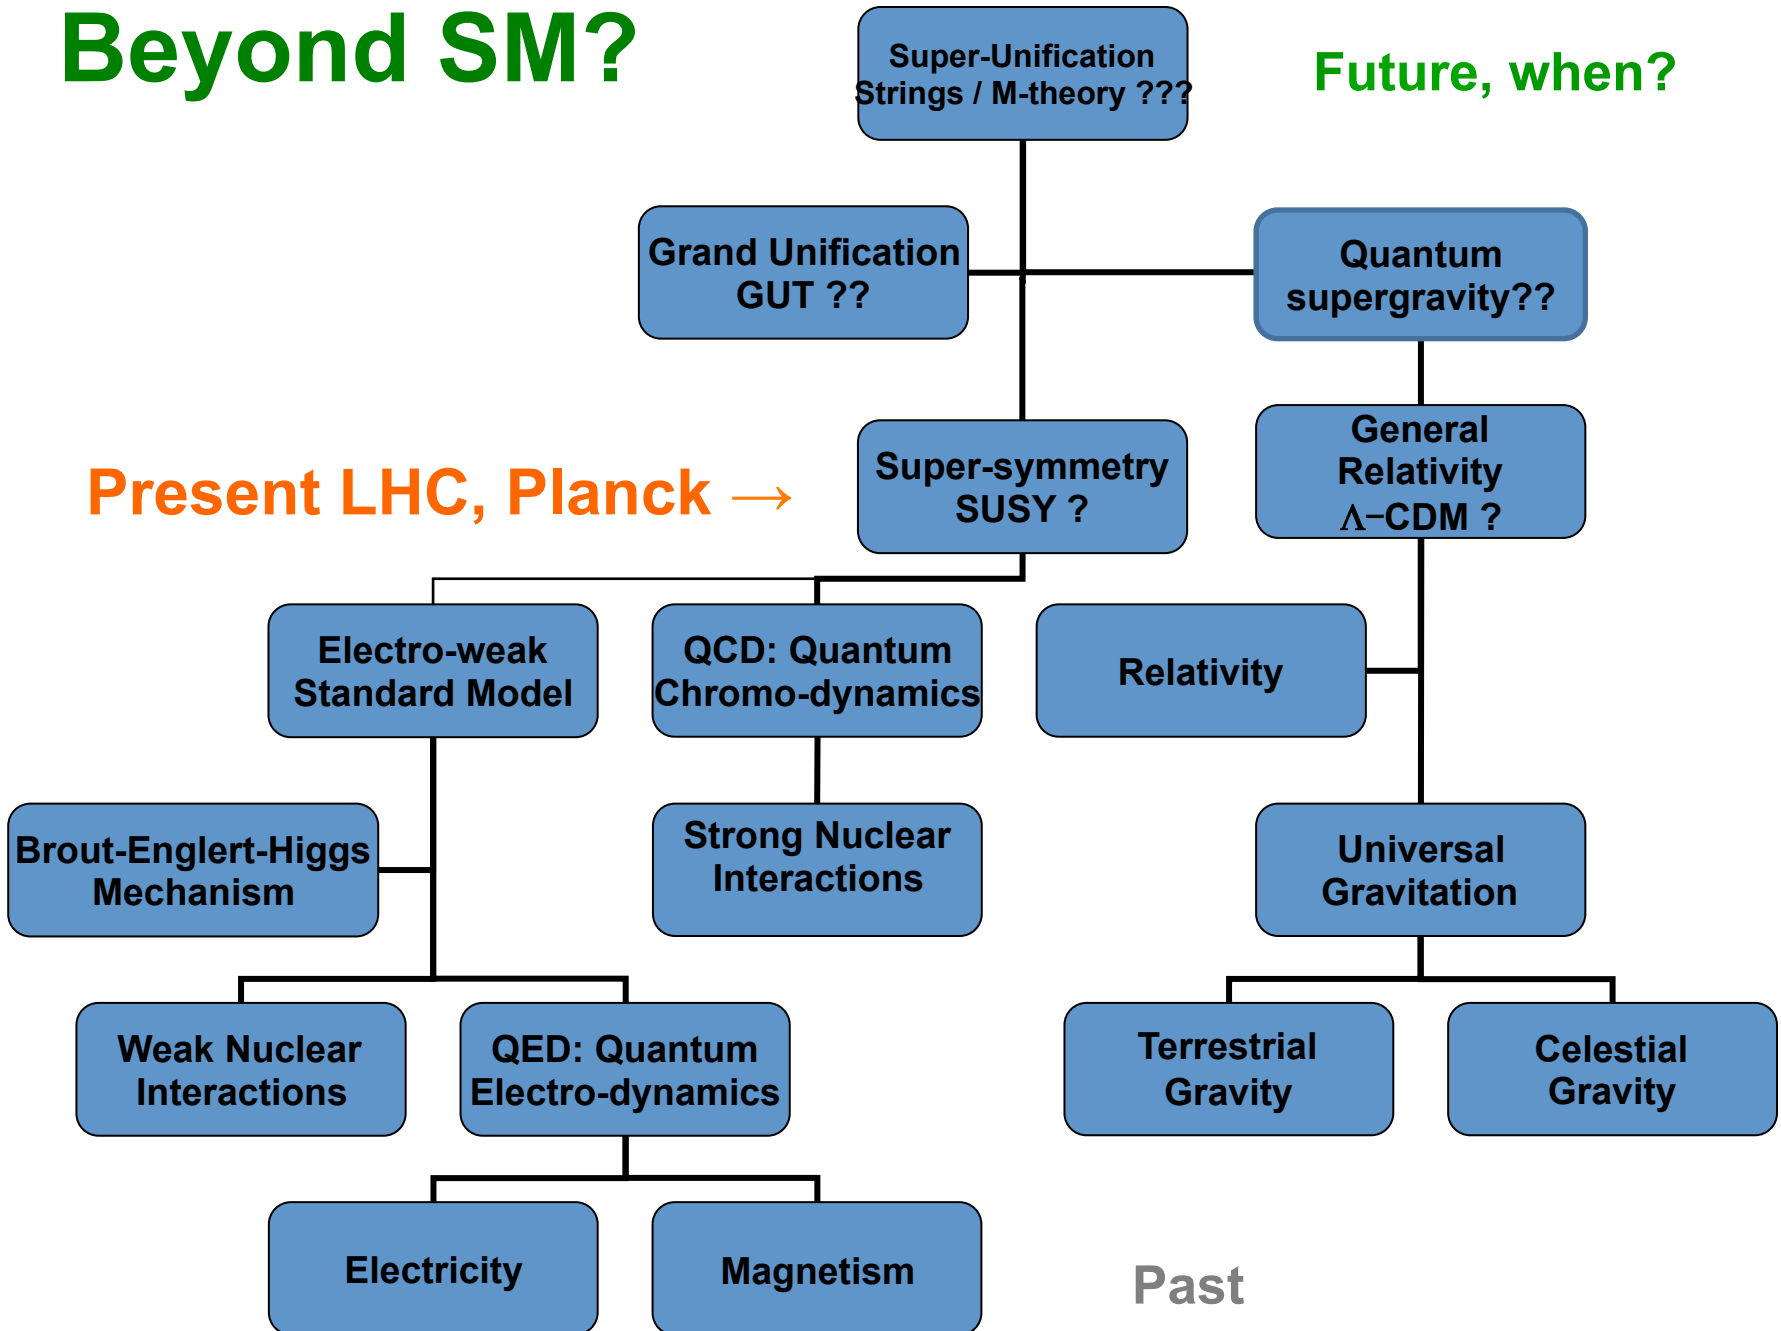 Beyond SM?
Super-Unification
Strings / M-theory ???
Future, when?
Grand Unification
GUT ??
Quantum
supergravity??
General
Relativity
Λ–CDM ?
Present LHC, Planck →
Super-symmetry
SUSY ?
Electro-weak
Standard Model
QCD: Quantum
Chromo-dynamics
Relativity
Brout-Englert-Higgs
Mechanism
Strong Nuclear
Interactions
Universal
Gravitation
Weak Nuclear
Interactions
QED: Quantum
Electro-dynamics
Terrestrial
Gravity
Celestial
Gravity
Electricity
Magnetism
Past